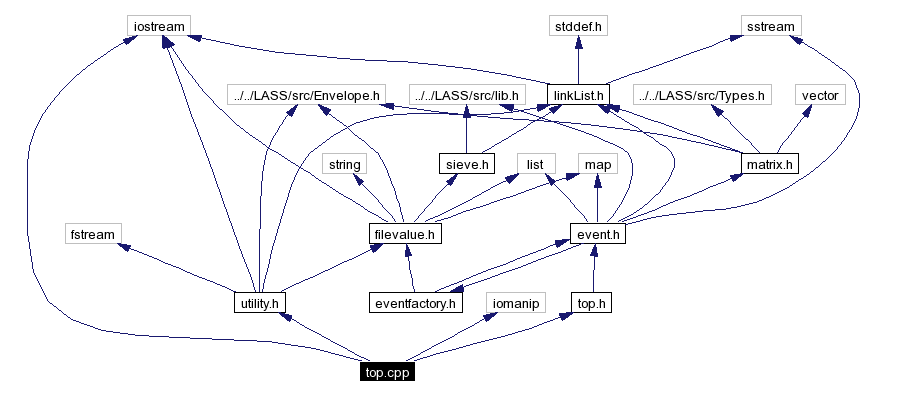 iostream
stddef.h
sstream
../../LASS/src/Envelope.h
../../LASS/src/lib.h
linkList.h
../../LASS/src/Types.h
vector
string
sieve.h
list
map
matrix.h
fstream
filevalue.h
event.h
utility.h
eventfactory.h
iomanip
top.h
top.cpp